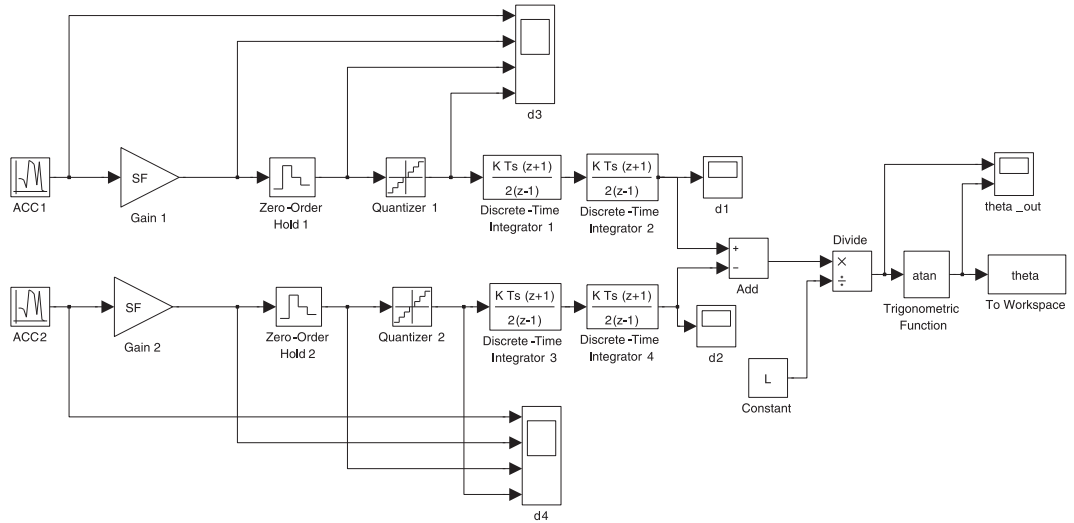 d3
ACC1
SF
Gain 1
Zero-Order
Hold 1
Quantizer 1
K Ts (z+1)
2(z-1)
Discrete-Time
Integrator 1
K Ts (z+1)
2(z-1)
Discrete-Time
Integrator 2
d1
theta _out
+
−
Add
Divide
×
÷
atan
Trigonometric
Function
theta
To Workspace
ACC2
SF
Gain 2
Zero-Order
Hold 2
Quantizer 2
K Ts (z+1)
2(z-1)
Discrete-Time
Integrator 3
K Ts (z+1)
2(z-1)
Discrete-Time
Integrator 4
d2
L
Constant
d4